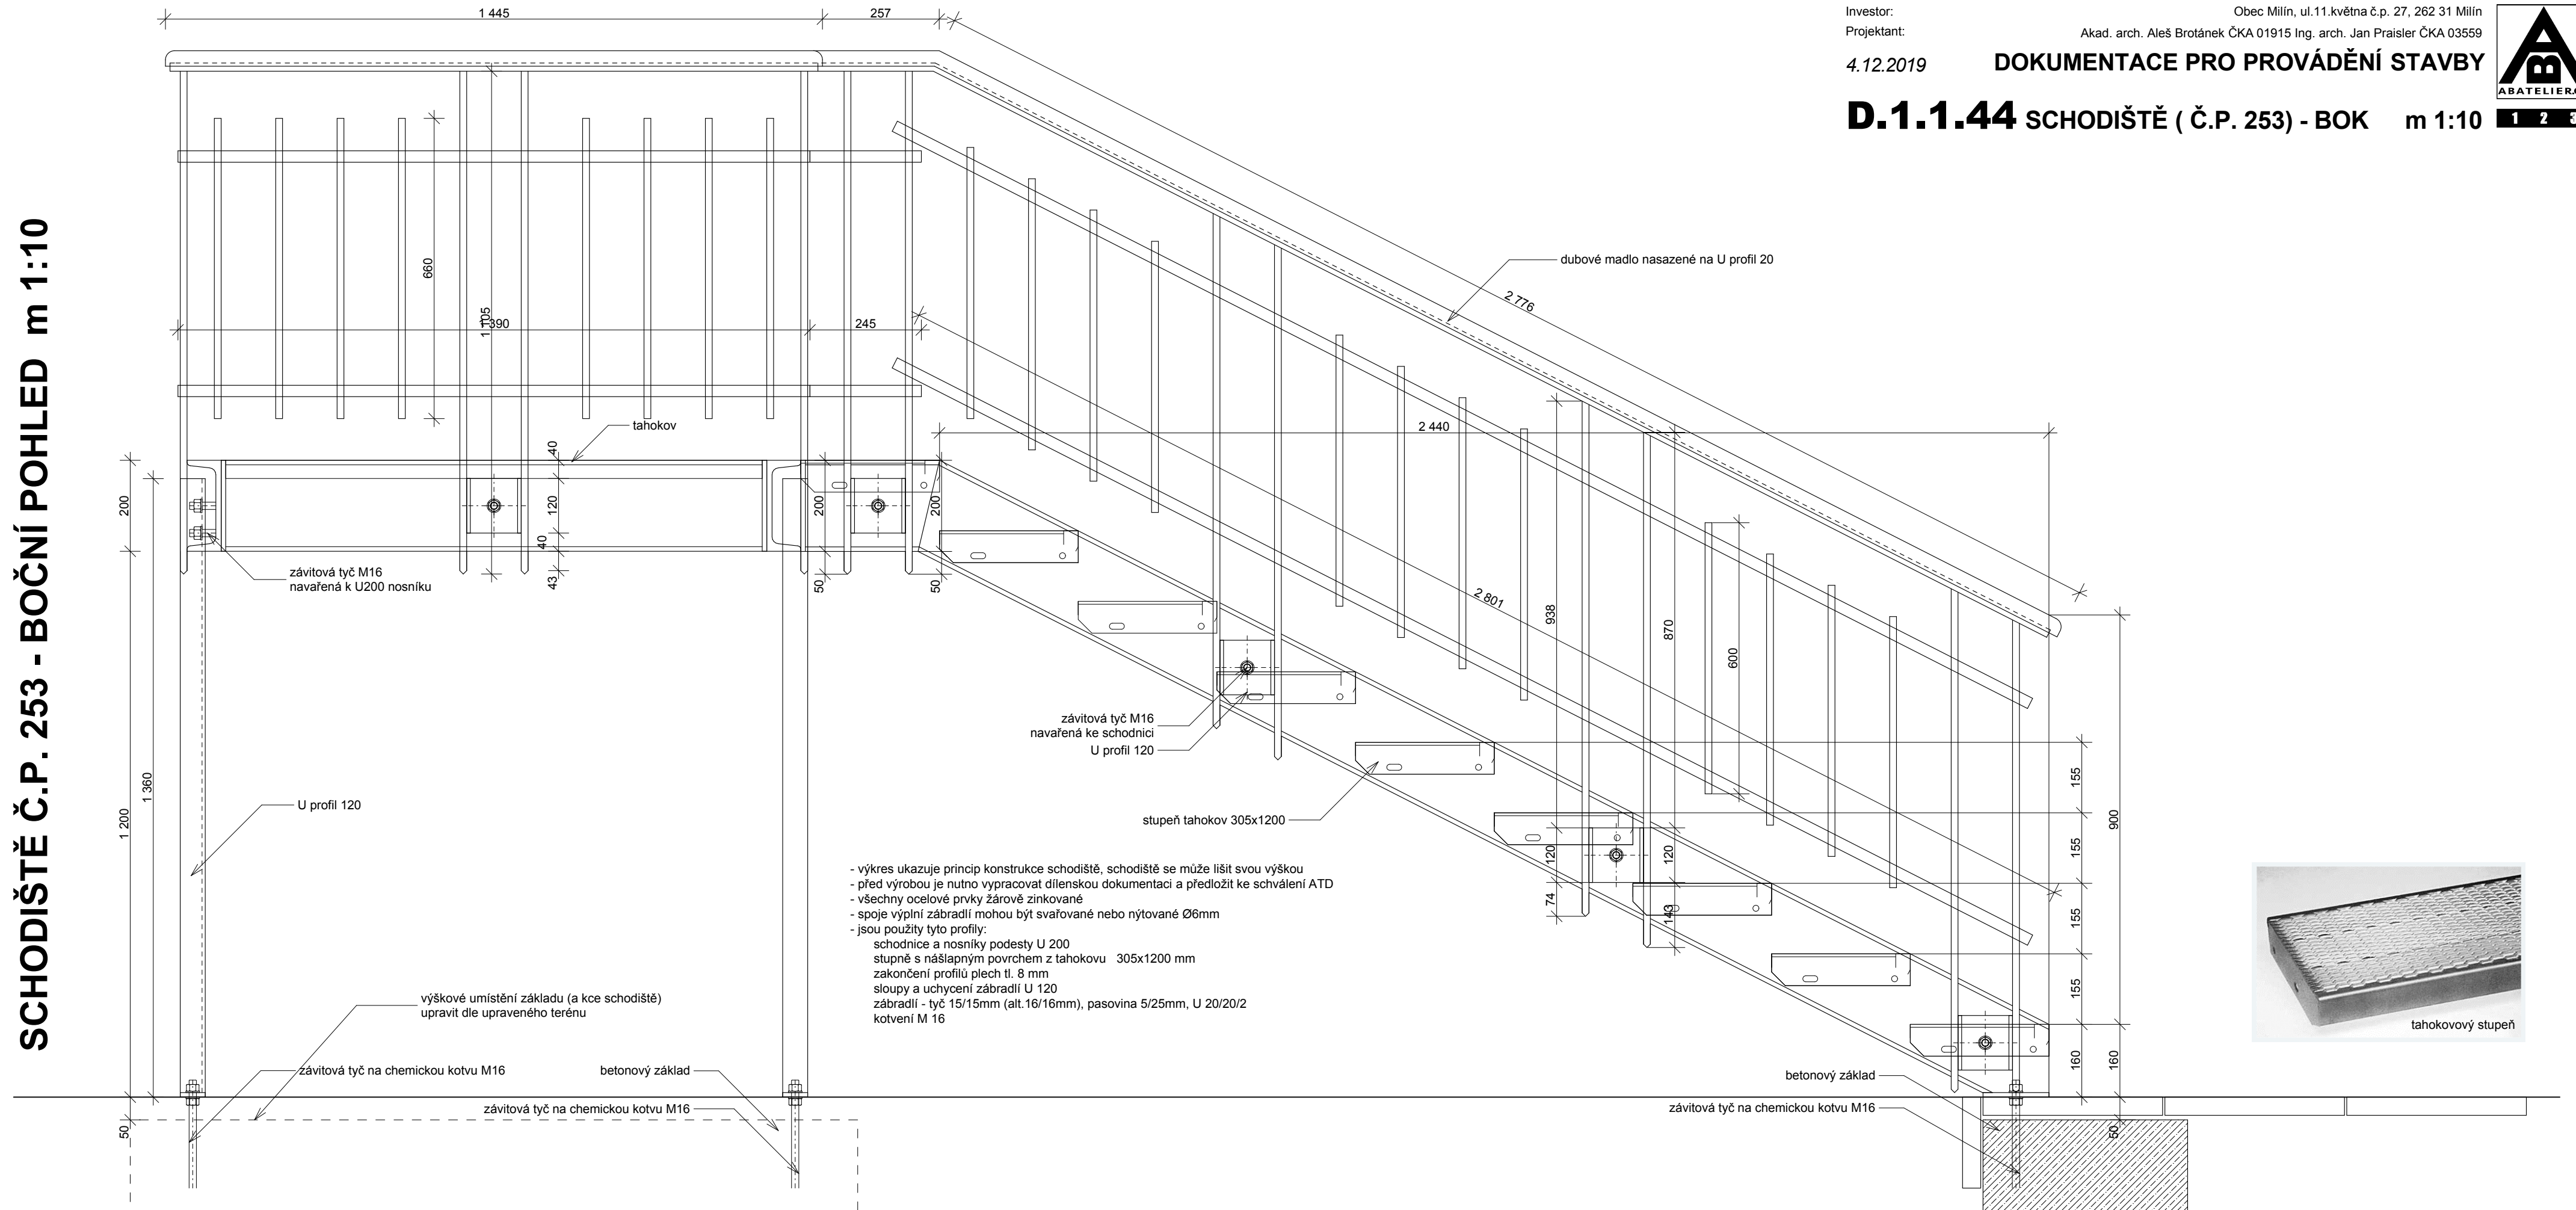 Investor: Obec Milín, ul.11.května č.p. 27, 262 31 Milín
Projektant: Akad. arch. Aleš Brotánek ČKA 01915 Ing. arch. Jan Praisler ČKA 03559
4.12.2019 DOKUMENTACE PRO PROVÁDĚNÍ STAVBY
D.1.1.44 SCHODIŠTĚ ( Č.P. 253) - BOK m 1:10
ABA
1 2 3
SCHODIŠTĚ Č.P. 253 - BOČNÍ POHLED m 1:10
1 445
257
660
1 105
1 390
245
dubové madlo nasazené na U profil 20
2 776
2 440
tahokov
40
200
120
200
200
40
43
50
50
závitová tyč M16
navařená k U200 nosníku
2 801
938
870
600
závitová tyč M16
navařená ke schodnici
U profil 120
1 360
1 200
U profil 120
stupeň tahokov 305x1200
155
155
155
155
160
900
160
120
120
74
143
- výkres ukazuje princip konstrukce schodiště, schodiště se může lišit svou výškou
- před výrobou je nutno vypracovat dílenskou dokumentaci a předložit ke schválení ATD
- všechny ocelové prvky žárově zinkované
- spoje výplní zábradlí mohou být svařované nebo nýtované Ø6mm
- jsou použity tyto profily:
schodnice a nosníky podesty U 200
stupně s nášlapným povrchem z tahokovu 305x1200 mm
zakončení profilů plech tl. 8 mm
sloupy a uchycení zábradlí U 120
zábradlí - tyč 15/15mm (alt.16/16mm), pasovina 5/25mm, U 20/20/2
kotvení M 16
výškové umístění základu (a kce schodiště)
upravit dle upraveného terénu
tahokovový stupeň
závitová tyč na chemickou kotvu M16
betonový základ
betonový základ
závitová tyč na chemickou kotvu M16
závitová tyč na chemickou kotvu M16
50
50